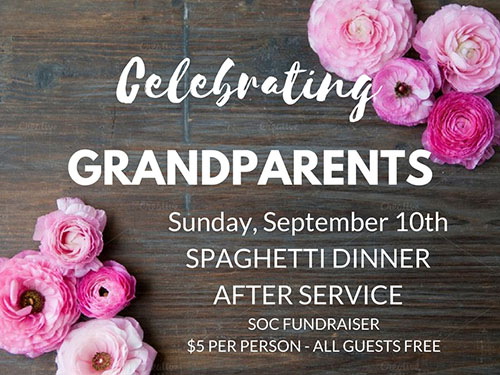 Celebrating
GRANDPARENTS
Sunday, September 10th
SPAGHETTI DINNER
AFTER SERVICE
SOC FUNDRAISER
$5 PER PERSON - ALL GUESTS FREE